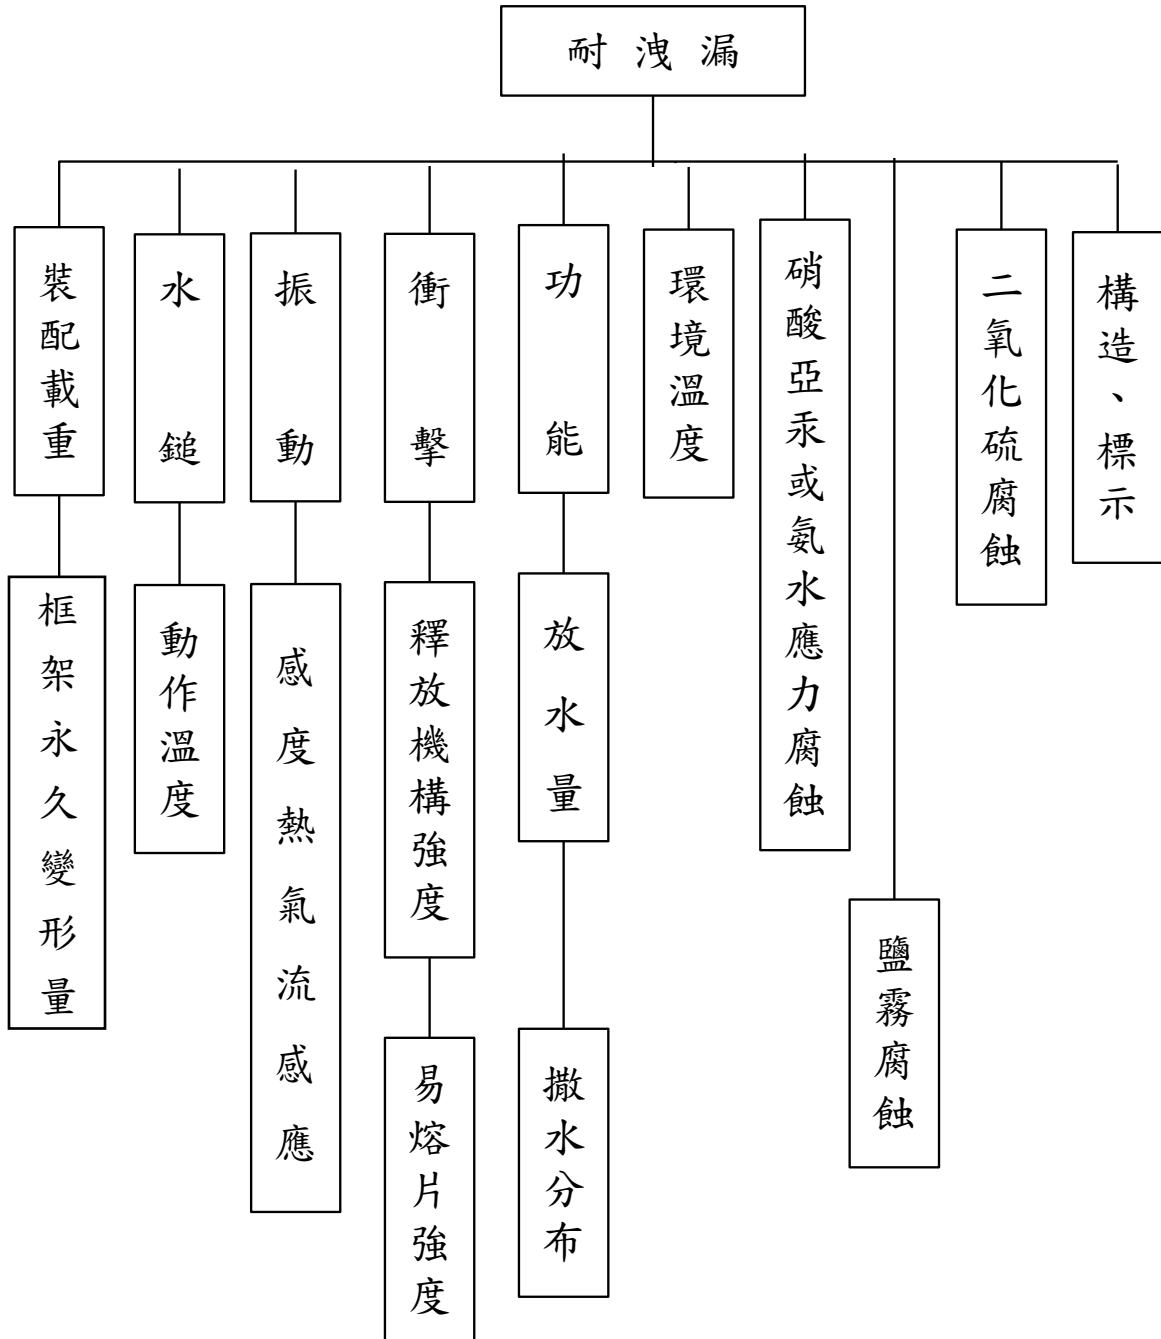 耐洩漏
裝配載重
水鎚
振動
衝擊
功能
環境溫度
硝酸亞汞或氨水應力腐蝕
二氧化硫腐蝕
構造、標示
框架永久變形量
動作溫度
感度熱氣流感應
釋放機構強度
放水量
鹽霧腐蝕
易熔片強度
撒水分布